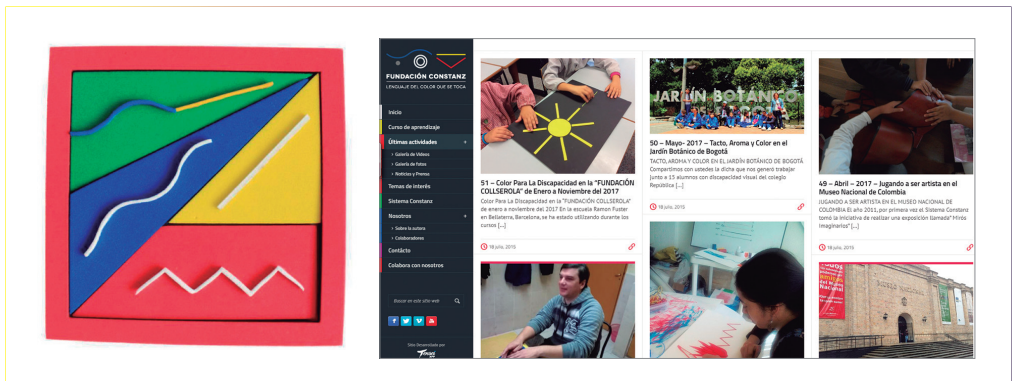 FUNDACIÓN CONSTANZ
LENGUAJE DEL COLOR QUE SE TOCA
Inicio
Curso de aprendizaje
Últimas actividades +
› Galería de Videos
› Galería de fotos
› Noticias y Prensa
Temas de interés
Sistema Constanz
Nosotros +
› Sobre la autora
› Colaboradores
Contácto
Colabora con nosotros
Buscar en este sitio web
Sitio Desarrollado por
51 – Color Para La Discapacidad en la "FUNDACIÓN
COLLSEROLA" de Enero a Noviembre del 2017
Color Para La Discapacidad en la "FUNDACIÓN COLLSEROLA"
de enero a noviembre del 2017 En la escuela Ramon Fuster
en Bellaterra, Barcelona, se ha estado utilizando durante los
cursos [...]
18 julio, 2015
JARDÍN BOTÁNICO
50 – Mayo- 2017 – Tacto, Aroma y Color en el
Jardín Botánico de Bogotá
TACTO, AROMA Y COLOR EN EL JARDÍN BOTÁNICO DE BOGOTÁ
Compartimos con ustedes la dicha que nos generó trabajar
junto a 15 alumnos con discapacidad visual del colegio
República [...]
18 julio, 2015
49 – Abril – 2017 – Jugando a ser artista en el
Museo Nacional de Colombia
JUGANDO A SER ARTISTA EN EL MUSEO NACIONAL DE
COLOMBIA El año 2011, por primera vez el Sistema Constanz
tomó la iniciativa de realizar una exposición llamada" Mirós
Imaginarios" [...]
18 julio, 2015
MUSEO NACIONAL